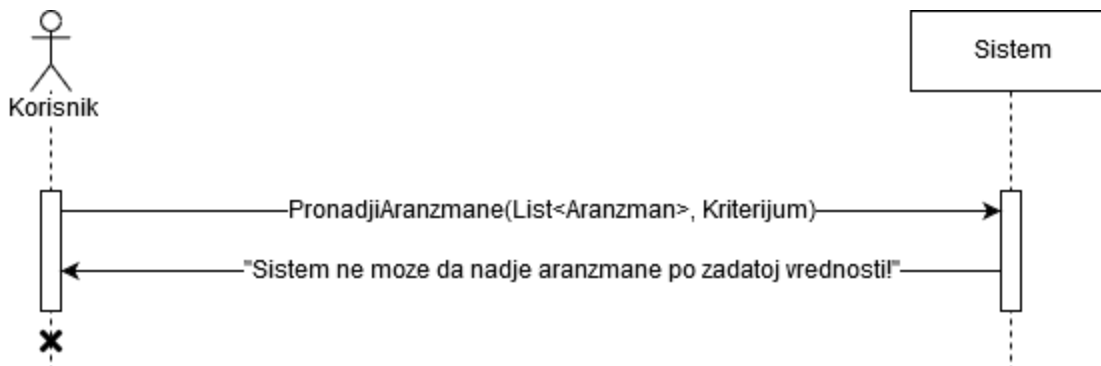 Korisnik
Sistem
PronadjiAranzmane(List<Aranzman>, Kriterijum)
"Sistem ne moze da nadje aranzmane po zadatoj vrednosti!"